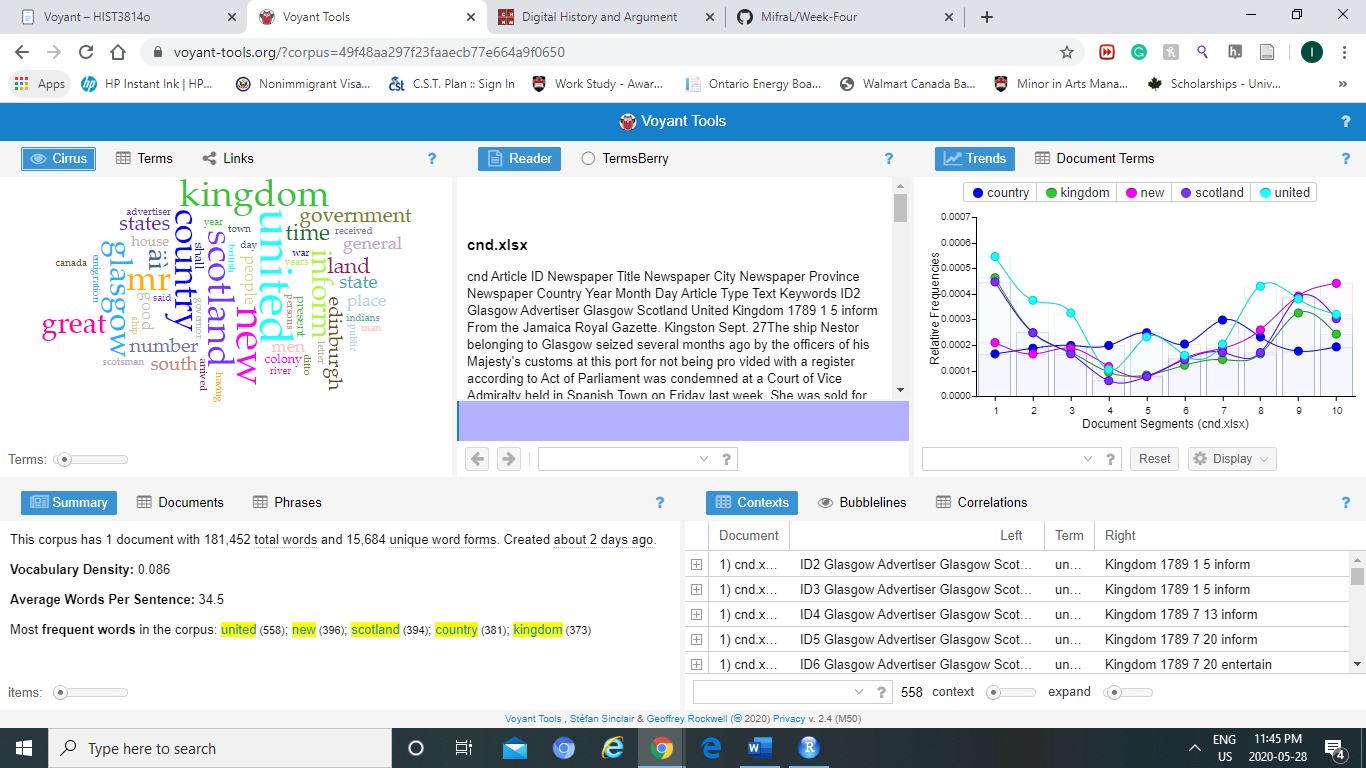 Voyant – HIST3814o
Voyant Tools
Digital History and Argument
MifraL/Week-Four
voyant-tools.org/?corpus=49f48aa297f23faaecb77e664a9f0650
Apps
HP Instant Ink | HP...
Nonimmigrant Visa...
C.S.T. Plan :: Sign In
Work Study - Awar...
Ontario Energy Boa...
Walmart Canada Ba...
Minor in Arts Mana...
Scholarships - Univ...
Voyant Tools
Cirrus
Terms
Links
kingdom
advertiser
states
year
town
government
time
received
house
country
scotland
united
day
general
canada
emigration
glasgow
aì
shall
british
people
war
years
inform
land
state
mr
good
said
ship
governor
new
persons
present
edinburgh
place
indians
public
man
great
number
south
scotsman
arrived
having
men
colony
river
ditto
letter
Terms:
Reader
TermsBerry
cnd.xlsx
cnd Article ID Newspaper Title Newspaper City Newspaper Province
Newspaper Country Year Month Day Article Type Text Keywords ID2
Glasgow Advertiser Glasgow Scotland United Kingdom 1789 1 5 inform
From the Jamaica Royal Gazette. Kingston Sept. 27The ship Nestor
belonging to Glasgow seized several months ago by the officers of his
Majesty's customs at this port for not being pro vided with a register
according to Act of Parliament was condemned at a Court of Vice
Admiralty held in Spanish Town on Friday last week. She was sold for
Trends
Document Terms
country
kingdom
new
scotland
united
Relative Frequencies
0.0007
0.0006
0.0005
0.0004
0.0003
0.0002
0.0001
0.0000
1 2 3 4 5 6 7 8 9 10
Document Segments (cnd.xlsx)
Reset
Display
Summary
Documents
Phrases
This corpus has 1 document with 181,452 total words and 15,684 unique word forms. Created about 2 days ago.
Vocabulary Density: 0.086
Average Words Per Sentence: 34.5
Most frequent words in the corpus: united (558); new (396); scotland (394); country (381); kingdom (373)
items:
Contexts
Bubblelines
Correlations
Document Left Term Right
1) cnd.x... ID2 Glasgow Advertiser Glasgow Scot... un... Kingdom 1789 1 5 inform
1) cnd.x... ID3 Glasgow Advertiser Glasgow Scot... un... Kingdom 1789 1 5 inform
1) cnd.x... ID4 Glasgow Advertiser Glasgow Scot... un... Kingdom 1789 7 13 inform
1) cnd.x... ID5 Glasgow Advertiser Glasgow Scot... un... Kingdom 1789 7 20 inform
1) cnd.x... ID6 Glasgow Advertiser Glasgow Scot... un... Kingdom 1789 7 20 entertain
558 context expand
Voyant Tools , Stéfan Sinclair & Geoffrey Rockwell (© 2020) Privacy v. 2.4 (M50)
Type here to search
ENG
US
11:45 PM
2020-05-28
4